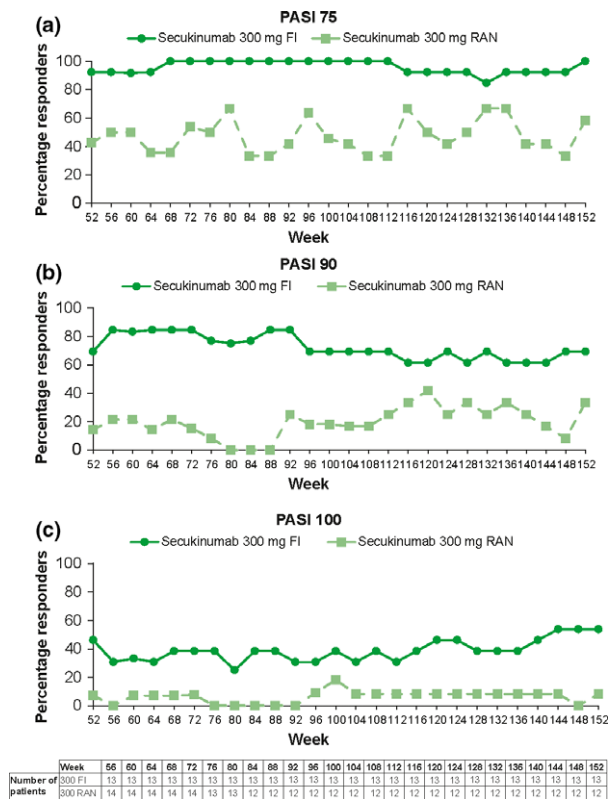 (a)
PASI 75
Secukinumab 300 mg FI Secukinumab 300 mg RAN
Percentage responders
100
80
60
40
20
0
52 56 60 64 68 72 76 80 84 88 92 96 100 104 108 112 116 120 124 128 132 136 140 144 148 152
Week
(b)
PASI 90
Secukinumab 300 mg FI Secukinumab 300 mg RAN
Percentage responders
100
80
60
40
20
0
52 56 60 64 68 72 76 80 84 88 92 96 100 104 108 112 116 120 124 128 132 136 140 144 148 152
Week
(c)
PASI 100
Secukinumab 300 mg FI Secukinumab 300 mg RAN
Percentage responders
100
80
60
40
20
0
52 56 60 64 68 72 76 80 84 88 92 96 100 104 108 112 116 120 124 128 132 136 140 144 148 152
Week
Week 56 60 64 68 72 76 80 84 88 92 96 100 104 108 112 116 120 124 128 132 136 140 144 148 152
Number of patients
300 FI 13 13 13 13 13 13 13 13 13 13 13 13 13 13 13 13 13 13 13 13 13 13 13 13 13
300 RAN 14 14 14 14 14 13 13 12 12 12 12 12 12 12 12 12 12 12 12 12 12 12 12 12 12